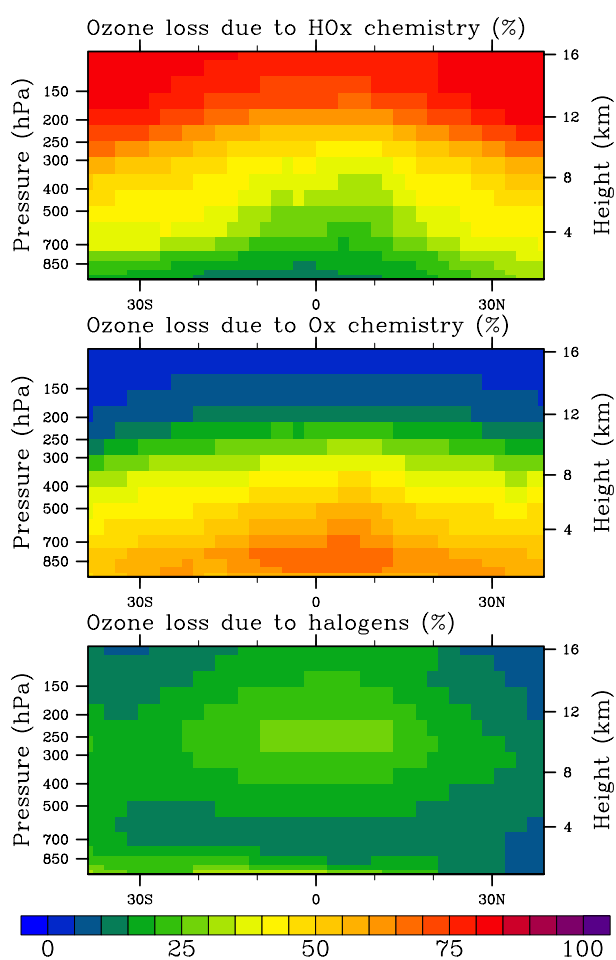 Ozone loss due to HOx chemistry (%)
Pressure (hPa)
150
200
250
300
400
500
700
850
16
12
8
4
Height (km)
30S 0 30N
Ozone loss due to Ox chemistry (%)
Pressure (hPa)
150
200
250
300
400
500
700
850
16
12
8
4
Height (km)
30S 0 30N
Ozone loss due to halogens (%)
Pressure (hPa)
150
200
250
300
400
500
700
850
16
12
8
4
Height (km)
30S 0 30N
0 25 50 75 100